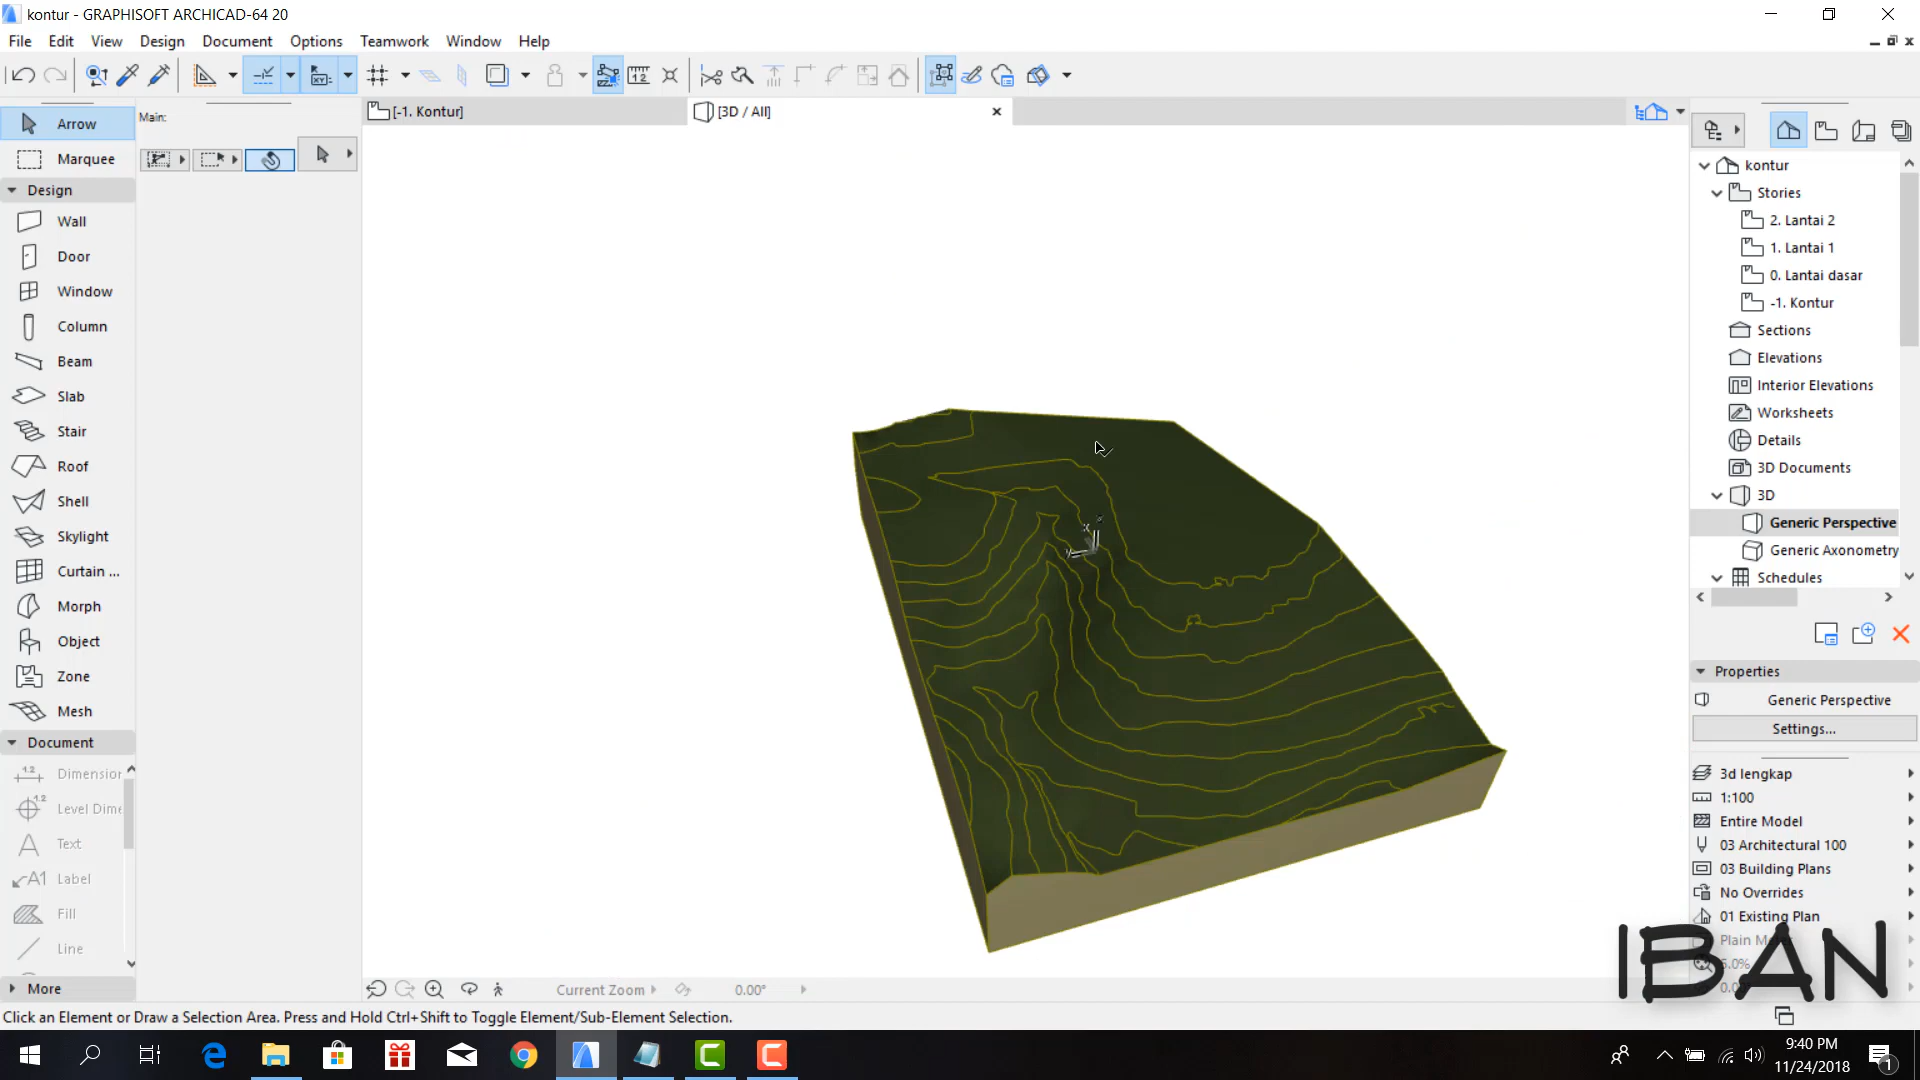 kontur - GRAPHISOFT ARCHICAD-64 20
File Edit View Design Document Options Teamwork Window Help
Arrow
Marquee
Design
Wall
Door
Window
Column
Beam
Slab
Stair
Roof
Shell
Skylight
Curtain ...
Morph
Object
Zone
Mesh
Document
Dimension
Level Dime
Text
Label
Fill
Line
More
Main:
[-1. Kontur]
[3D / All]
kontur
Stories
2. Lantai 2
1. Lantai 1
0. Lantai dasar
-1. Kontur
Sections
Elevations
Interior Elevations
Worksheets
Details
3D Documents
3D
Generic Perspective
Generic Axonometry
Schedules
Properties
Generic Perspective
Settings...
3d lengkap
1:100
Entire Model
03 Architectural 100
03 Building Plans
No Overrides
01 Existing Plan
Plain
IBAN
Current Zoom
0.00°
Click an Element or Draw a Selection Area. Press and Hold Ctrl+Shift to Toggle Element/Sub-Element Selection.
9:40 PM
11/24/2018
1